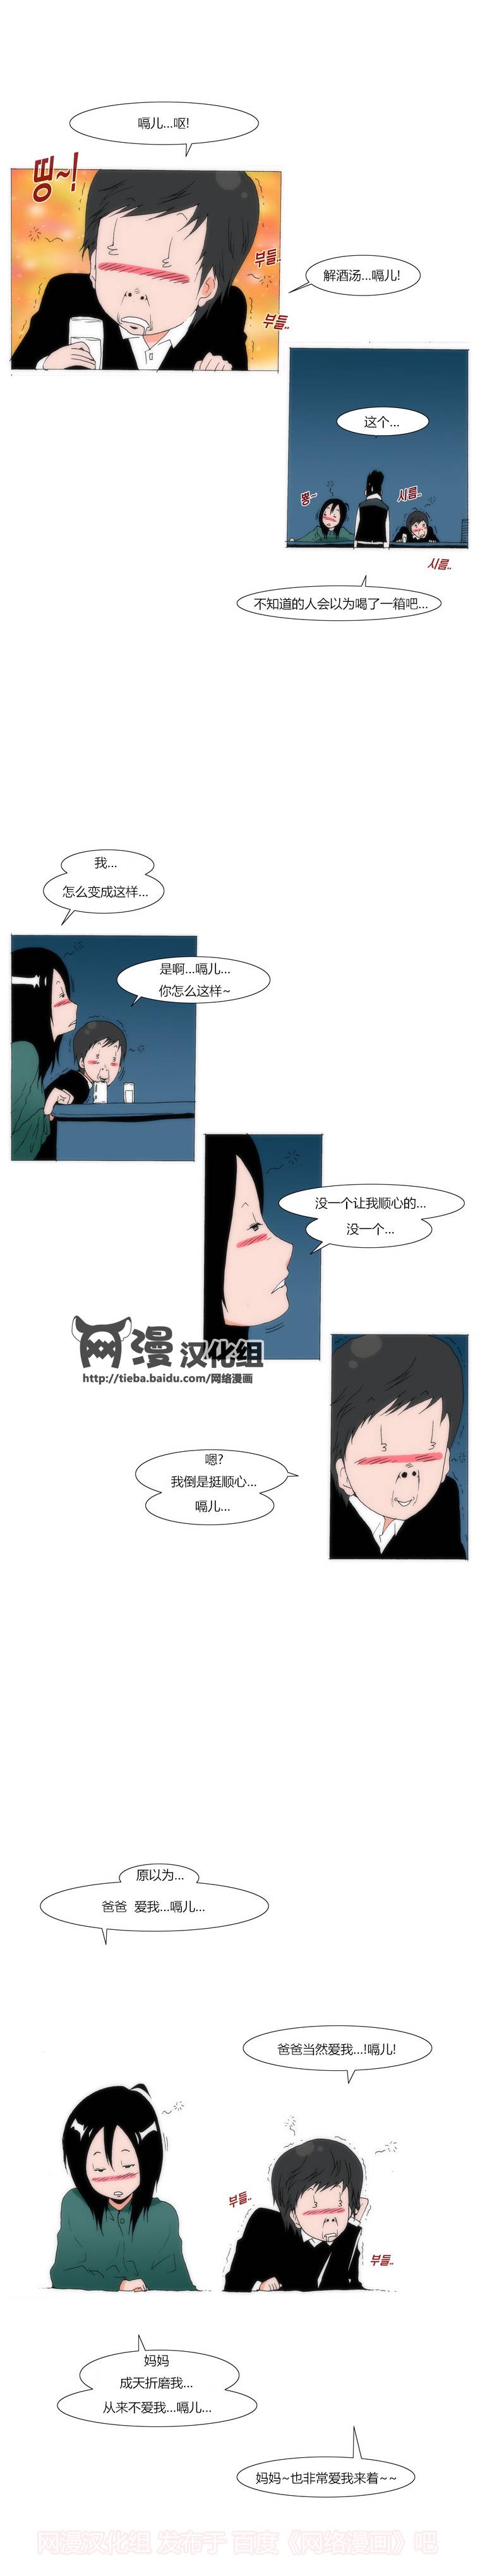 嗝儿...呕!
띵~!
부들..
解酒汤...嗝儿!
부들..
这个...
뿅~
시름..
시름..
不知道的人会以为喝了一箱吧...
我...
怎么变成这样...
是啊...嗝儿...
你怎么这样~
没一个让我顺心的...
没一个...
网漫 汉化组
http://tieba.baidu.com/网络漫画
嗯?
我倒是挺顺心...
嗝儿...
原以为...
爸爸 爱我...嗝儿...
爸爸当然爱我...!嗝儿!
부들..
부들..
妈妈
成天折磨我...
从来不爱我...嗝儿...
妈妈~也非常爱我来着~~
网漫汉化组 发布于 百度《网络漫画》吧